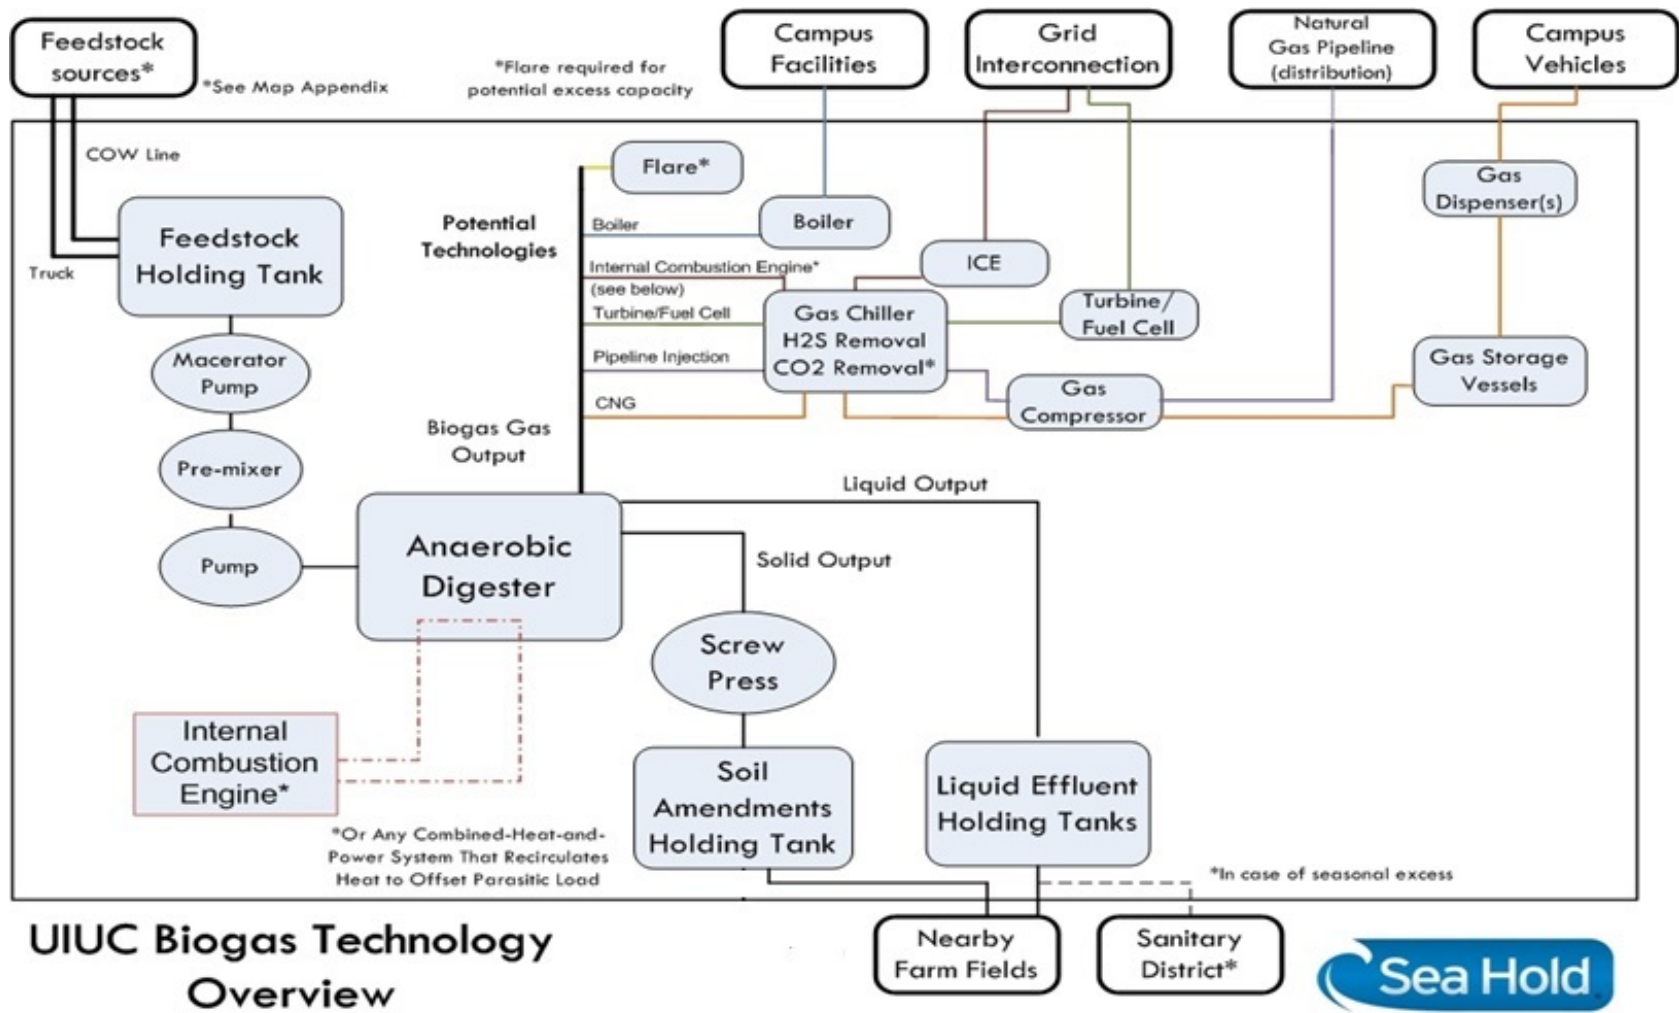 Feedstock
sources*
*See Map Appendix
*Flare required for
potential excess capacity
Campus
Facilities
Grid
Interconnection
Natural
Gas Pipeline
(distribution)
Campus
Vehicles
COW Line
Truck
Feedstock
Holding Tank
Macerator
Pump
Pre-mixer
Pump
Potential
Technologies
Flare*
Boiler
Boiler
Internal Combustion Engine*
(see below)
ICE
Turbine/Fuel Cell
Gas Chiller
H2S Removal
CO2 Removal*
Turbine/
Fuel Cell
Pipeline Injection
Gas
Compressor
CNG
Gas
Dispenser(s)
Gas Storage
Vessels
Biogas Gas
Output
Anaerobic
Digester
Liquid Output
Solid Output
Screw
Press
Internal
Combustion
Engine*
*Or Any Combined-Heat-and-
Power System That Recirculates
Heat to Offset Parasitic Load
Soil
Amendments
Holding Tank
Liquid Effluent
Holding Tanks
*In case of seasonal excess
Nearby
Farm Fields
Sanitary
District*
UIUC Biogas Technology
Overview
Sea Hold